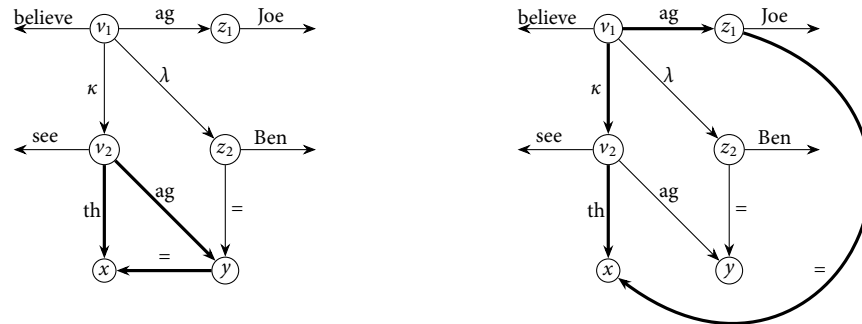 believe v₁ ag z₁ Joe believe v₁ ag z₁ Joe
κ λ κ λ
see v₂ z₂ Ben see v₂ z₂ Ben
ag ag
th = th =
= =
x y x y